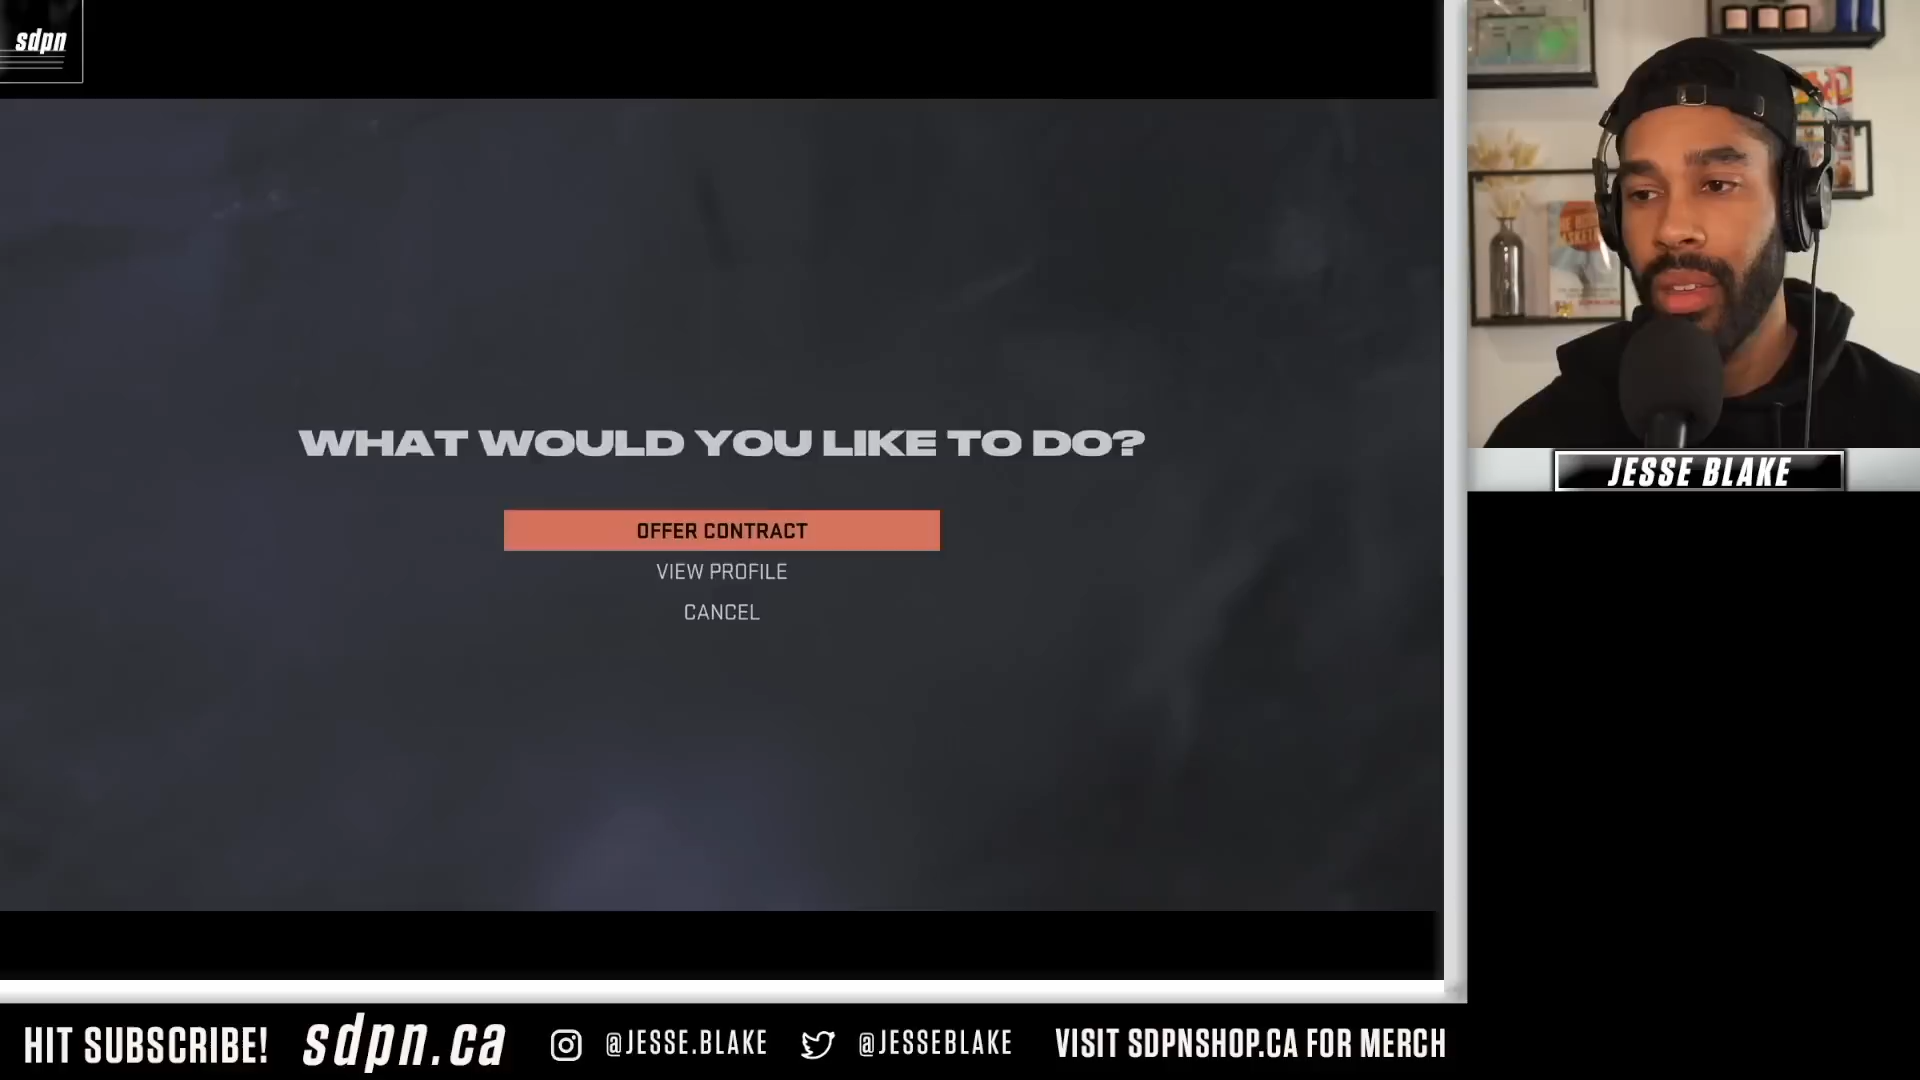 sdpn
WHAT WOULD YOU LIKE TO DO?
OFFER CONTRACT
VIEW PROFILE
CANCEL
JESSE BLAKE
HIT SUBSCRIBE! sdpn.ca @JESSE.BLAKE @JESSEBLAKE VISIT SDPNSHOP.CA FOR MERCH